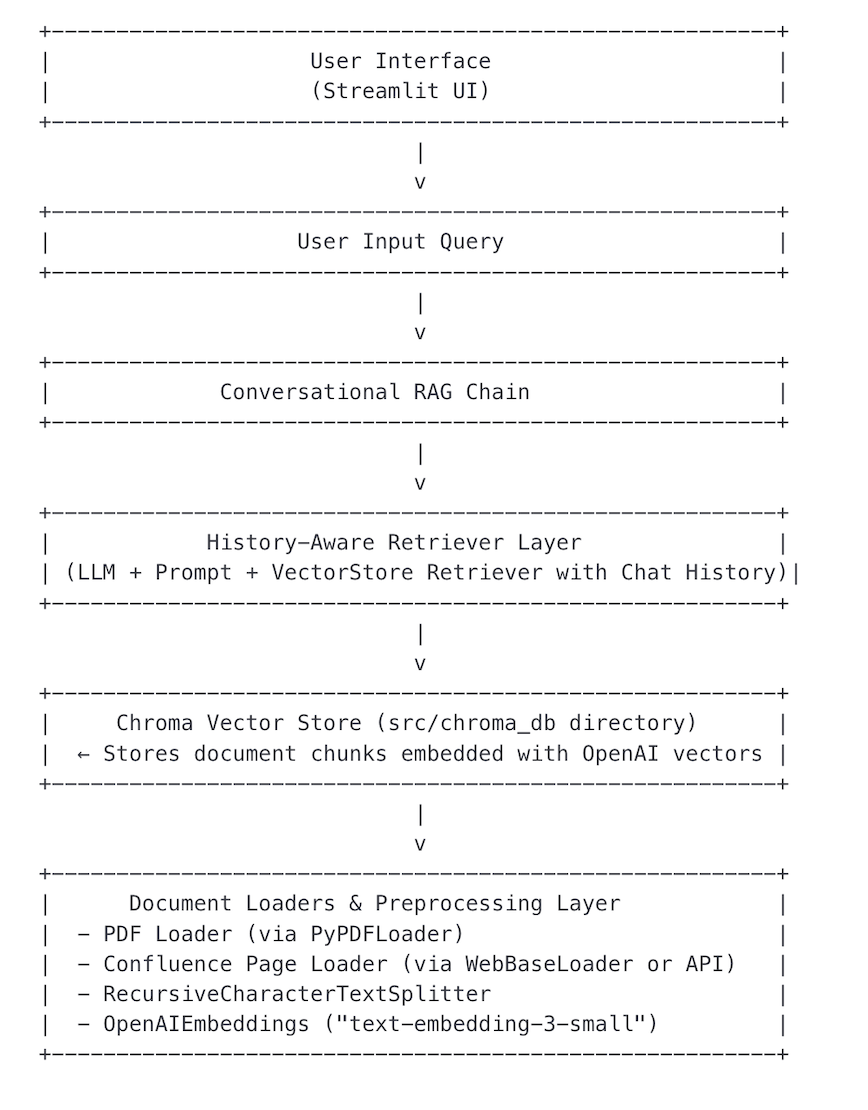 +---------------------------------------------------------+
|                    User Interface                       |
|                    (Streamlit UI)                       |
+---------------------------------------------------------+
                             |
                             v
+---------------------------------------------------------+
|                   User Input Query                      |
+---------------------------------------------------------+
                             |
                             v
+---------------------------------------------------------+
|             Conversational RAG Chain                    |
+---------------------------------------------------------+
                             |
                             v
+---------------------------------------------------------+
|            History-Aware Retriever Layer                |
| (LLM + Prompt + VectorStore Retriever with Chat History)|
+---------------------------------------------------------+
                             |
                             v
+---------------------------------------------------------+
|     Chroma Vector Store (src/chroma_db directory)       |
|  ← Stores document chunks embedded with OpenAI vectors  |
+---------------------------------------------------------+
                             |
                             v
+---------------------------------------------------------+
|      Document Loaders & Preprocessing Layer             |
|  - PDF Loader (via PyPDFLoader)                         |
|  - Confluence Page Loader (via WebBaseLoader or API)    |
|  - RecursiveCharacterTextSplitter                       |
|  - OpenAIEmbeddings ("text-embedding-3-small")          |
+---------------------------------------------------------+